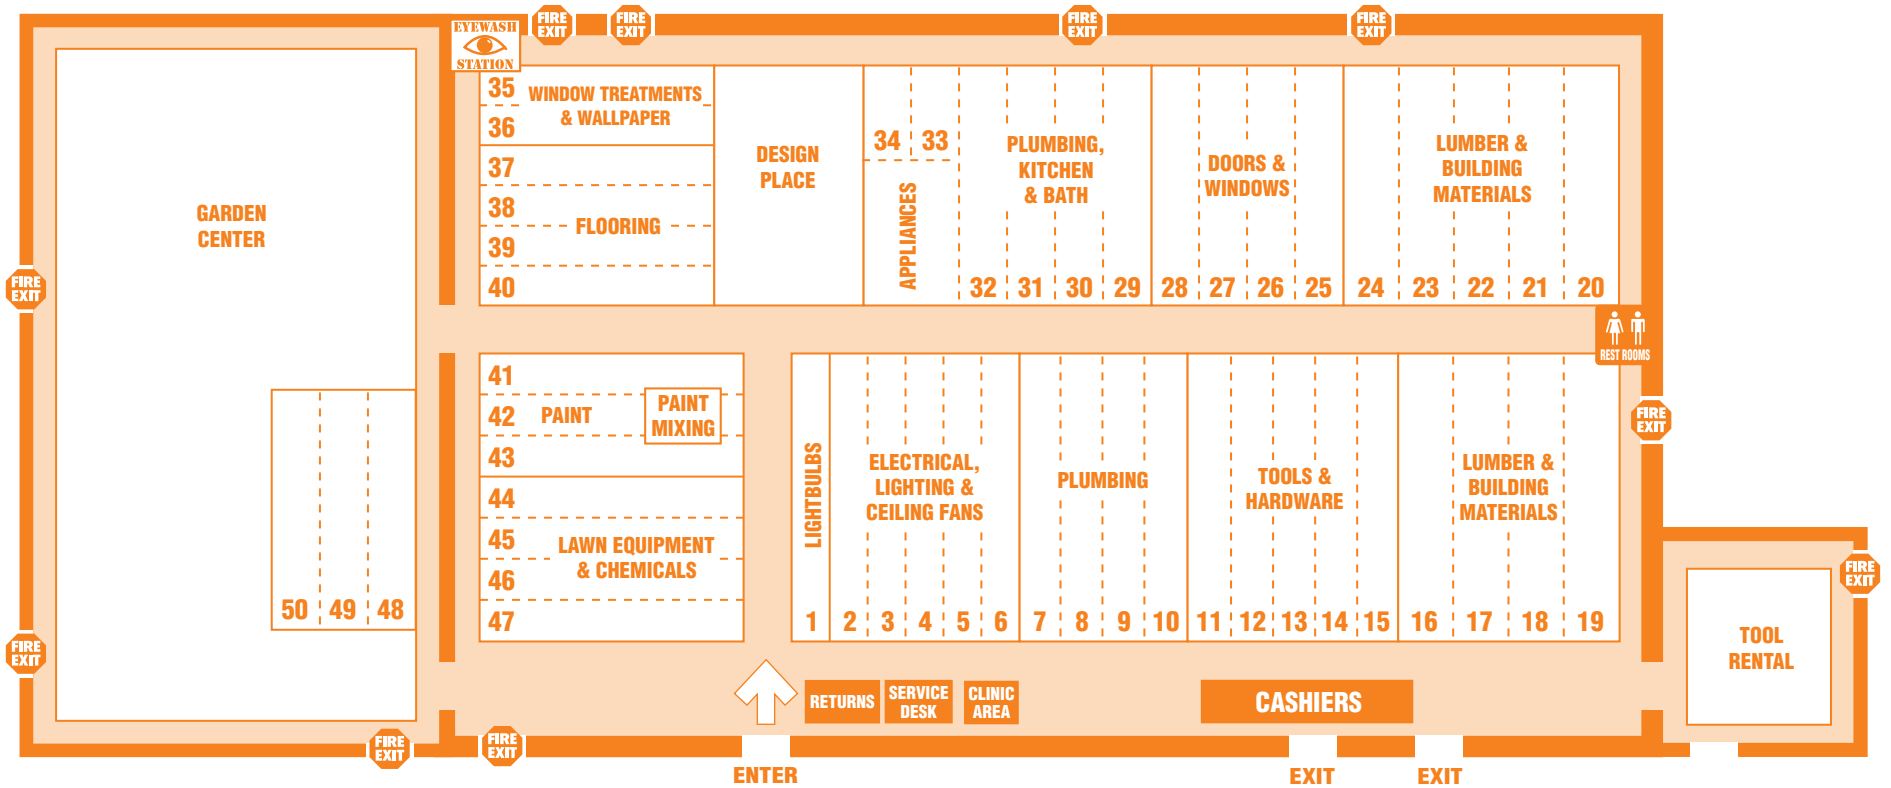 EYEWASH
STATION
FIRE
EXIT
FIRE
EXIT
FIRE
EXIT
FIRE
EXIT
35
WINDOW TREATMENTS
& WALLPAPER
36
37
38
FLOORING
39
40
DESIGN
PLACE
34 33
APPLIANCES
PLUMBING,
KITCHEN
& BATH
32 31 30 29
DOORS &
WINDOWS
28 27 26 25
LUMBER &
BUILDING
MATERIALS
24 23 22 21 20
GARDEN
CENTER
FIRE
EXIT
REST ROOMS
41
42
PAINT
PAINT
MIXING
43
44
45
LAWN EQUIPMENT
& CHEMICALS
46
47
50 49 48
LIGHTBULBS
1
ELECTRICAL,
LIGHTING &
CEILING FANS
2 3 4 5 6
PLUMBING
7 8 9 10
TOOLS &
HARDWARE
11 12 13 14 15
LUMBER &
BUILDING
MATERIALS
16 17 18 19
FIRE
EXIT
FIRE
EXIT
FIRE
EXIT
TOOL
RENTAL
RETURNS
SERVICE
DESK
CLINIC
AREA
CASHIERS
FIRE
EXIT
FIRE
EXIT
ENTER
EXIT
EXIT